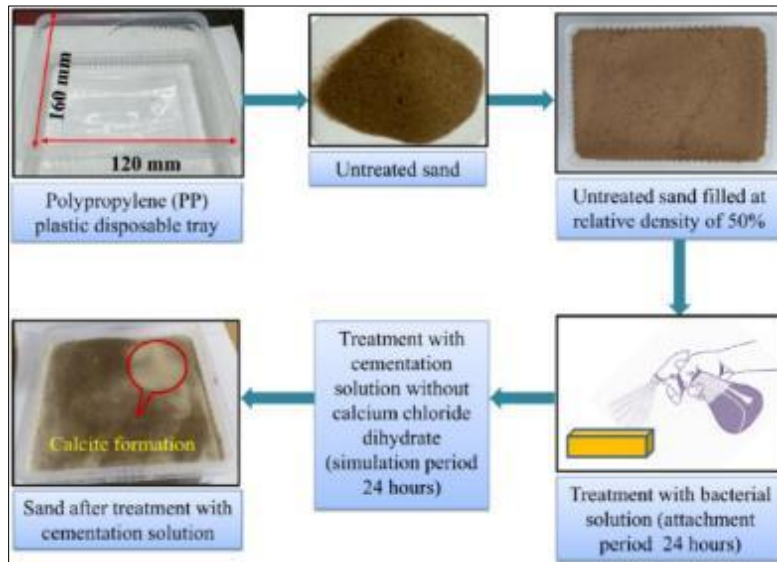 160 mm
120 mm
Polypropylene (PP)
plastic disposable tray
Untreated sand
Untreated sand filled at
relative density of 50%
Treatment with bacterial
solution (attachment
period 24 hours)
Treatment with
cementation
solution without
calcium chloride
dihydrate
(simulation period
24 hours)
Calcite formation
Sand after treatment with
cementation solution